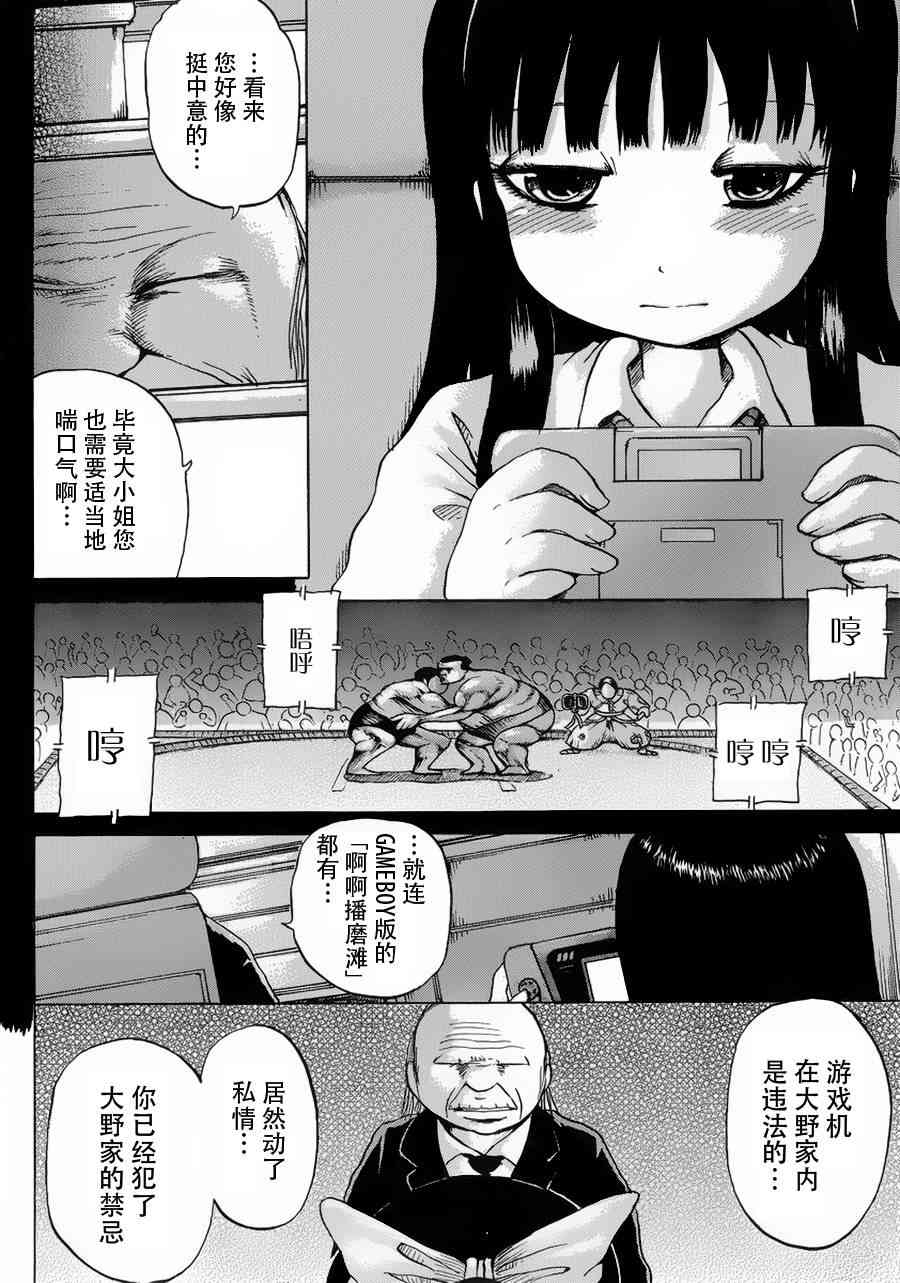 …看来
您好像
挺中意的…
毕竟大小姐您
也需要适当地
喘口气啊…
哼
哼哼
唔呼
哼
…就连
GAMEBOY版的
「啊啊播磨滩」
都有…
游戏机
在大野家内
是违法的…
居然动了
私情…
你已经犯了
大野家的禁忌